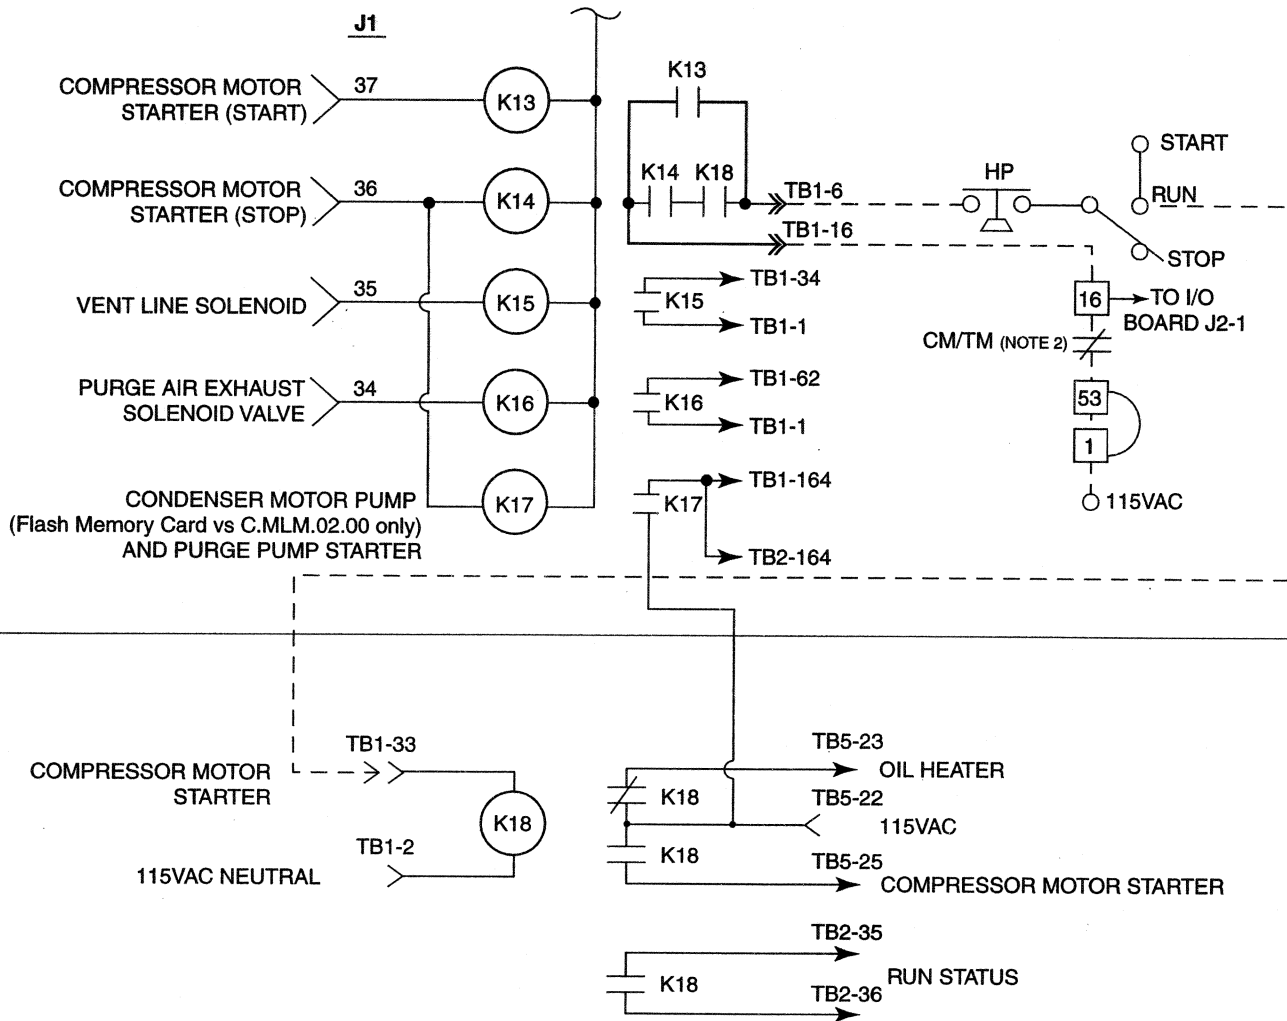 J1
COMPRESSOR MOTOR
STARTER (START)
37
K13
K13
COMPRESSOR MOTOR
STARTER (STOP)
36
K14
K14
K18
TB1-6
TB1-16
HP
START
RUN
STOP
VENT LINE SOLENOID
35
K15
K15
TB1-34
TB1-1
16
TO I/O
BOARD J2-1
CM/TM (NOTE 2)
53
1
115VAC
PURGE AIR EXHAUST
SOLENOID VALVE
34
K16
K16
TB1-62
TB1-1
CONDENSER MOTOR PUMP
(Flash Memory Card vs C.MLM.02.00 only)
AND PURGE PUMP STARTER
K17
K17
TB1-164
TB2-164
COMPRESSOR MOTOR
STARTER
TB1-33
K18
TB1-2
115VAC NEUTRAL
K18
TB5-23
OIL HEATER
TB5-22
115VAC
K18
TB5-25
COMPRESSOR MOTOR STARTER
K18
TB2-35
RUN STATUS
TB2-36